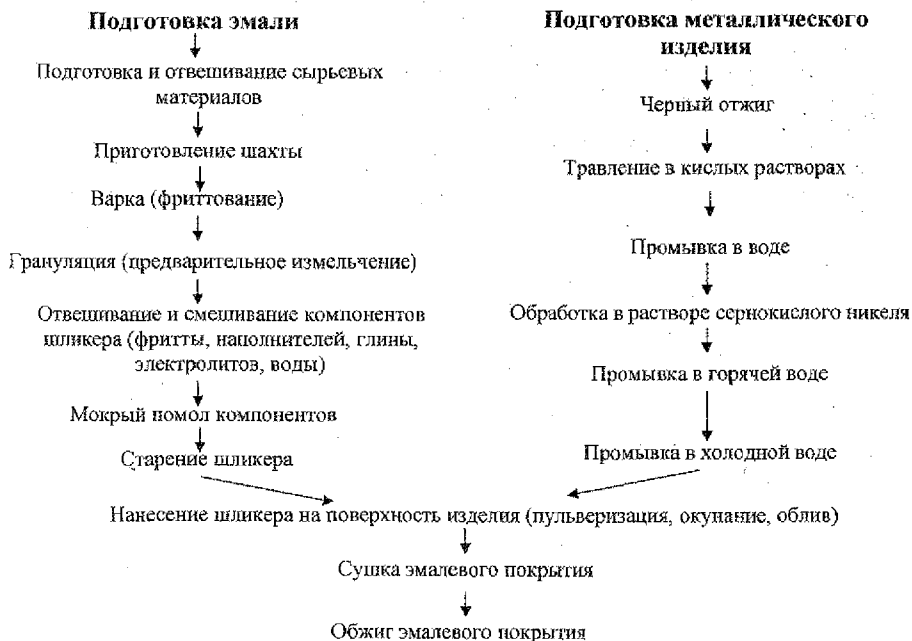 Подготовка эмали
Подготовка и отвешивание сырьевых
материалов
Приготовление шахты
Варка (фриттование)
Грануляция (предварительное измельчение)
Отвешивание и смешивание компонентов
шликера (фритты, наполнителей, глины,
электролитов, воды)
Мокрый помол компонентов
Старение шликера
Подготовка металлического
изделия
Черный отжиг
Травление в кислых растворах
Промывка в воде
Обработка в растворе сернокислого никеля
Промывка в горячей воде
Промывка в холодной воде
Нанесение шликера на поверхность изделия (пульверизация, окунание, облив)
Сушка эмалевого покрытия
Обжиг эмалевого покрытия